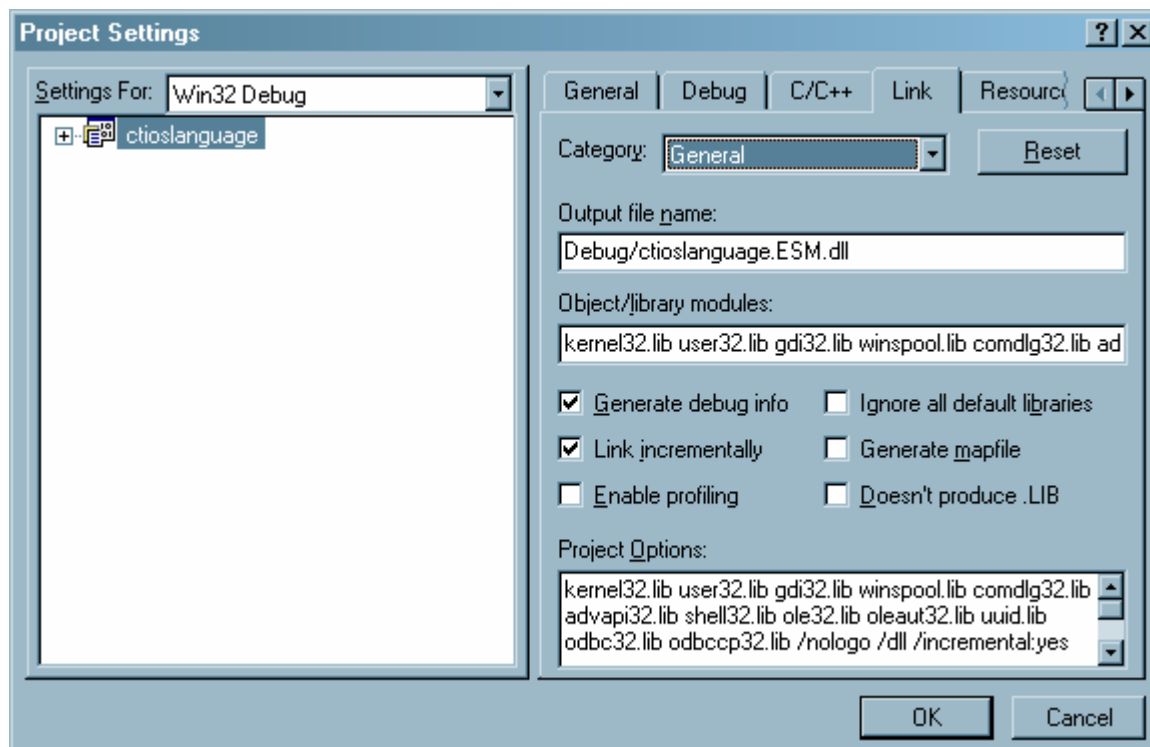 Project Settings
Settings For: Win32 Debug
ctioslanguage
General Debug C/C++ Link
Category: General Reset
Output file name:
Debug/ctioslanguage.ESM.dll
Object/library modules:
kernel32.lib user32.lib gdi32.lib winspool.lib comdlg32.lib ad
Generate debug info Ignore all default libraries
Link incrementally Generate mapfile
Enable profiling Doesn't produce .LIB
Project Options:
kernel32.lib user32.lib gdi32.lib winspool.lib comdlg32.lib
advapi32.lib shell32.lib ole32.lib oleaut32.lib uuid.lib
odbc32.lib odbccp32.lib /nologo /dll /incremental:yes
OK Cancel